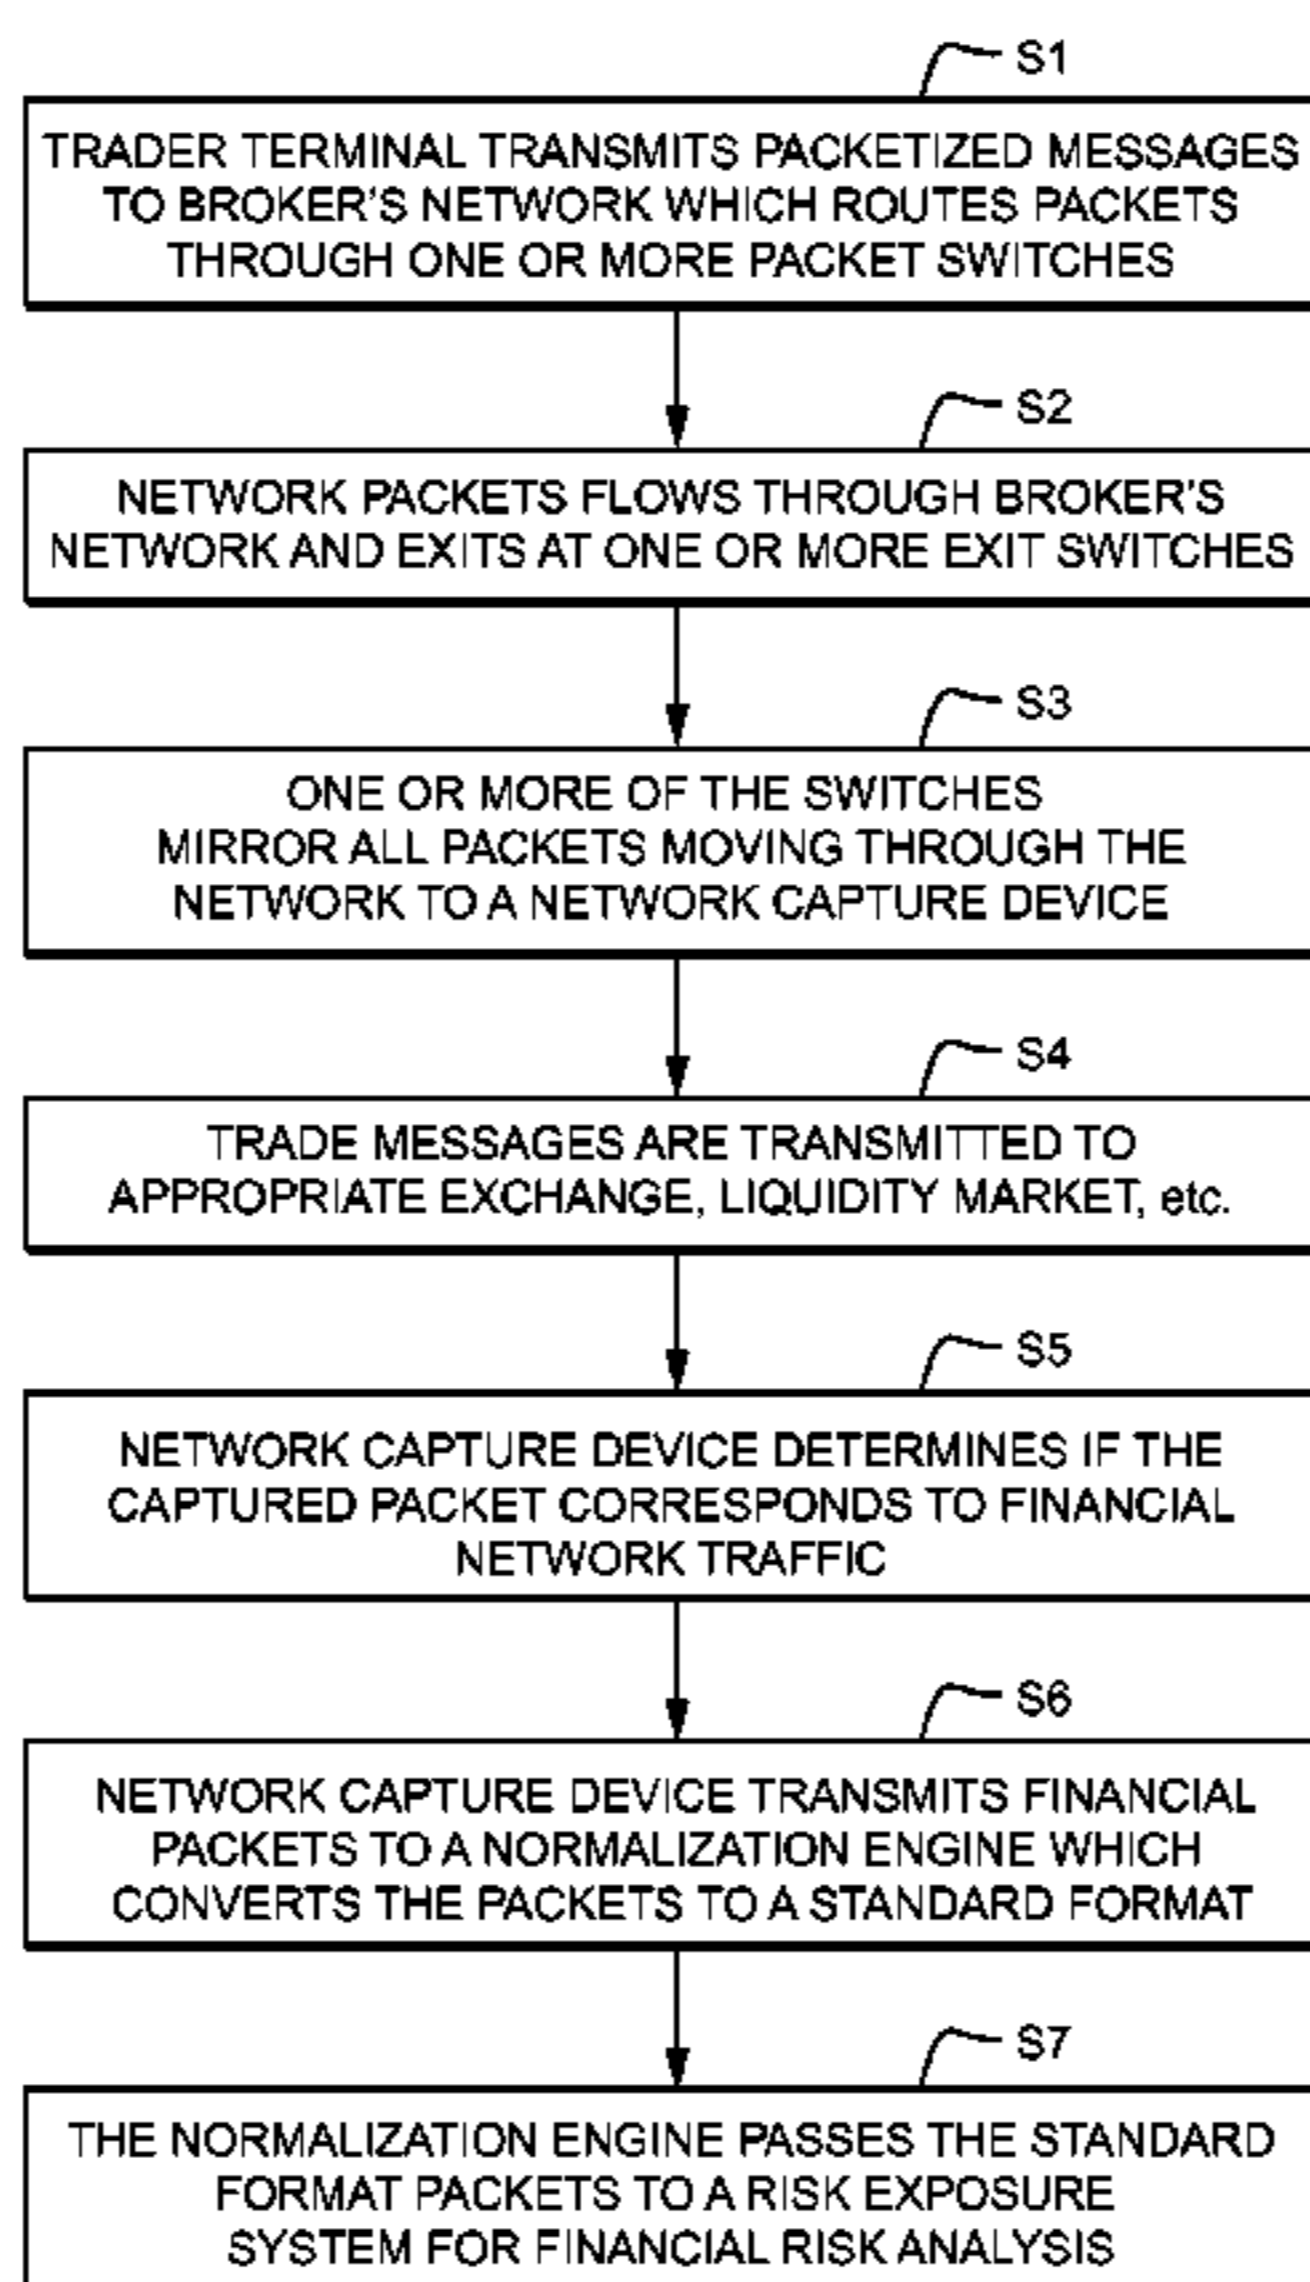 S1
TRADER TERMINAL TRANSMITS PACKETIZED MESSAGES
TO BROKER'S NETWORK WHICH ROUTES PACKETS
THROUGH ONE OR MORE PACKET SWITCHES
S2
NETWORK PACKETS FLOWS THROUGH BROKER'S
NETWORK AND EXITS AT ONE OR MORE EXIT SWITCHES
S3
ONE OR MORE OF THE SWITCHES
MIRROR ALL PACKETS MOVING THROUGH THE
NETWORK TO A NETWORK CAPTURE DEVICE
S4
TRADE MESSAGES ARE TRANSMITTED TO
APPROPRIATE EXCHANGE, LIQUIDITY MARKET, etc.
S5
NETWORK CAPTURE DEVICE DETERMINES IF THE
CAPTURED PACKET CORRESPONDS TO FINANCIAL
NETWORK TRAFFIC
S6
NETWORK CAPTURE DEVICE TRANSMITS FINANCIAL
PACKETS TO A NORMALIZATION ENGINE WHICH
CONVERTS THE PACKETS TO A STANDARD FORMAT
S7
THE NORMALIZATION ENGINE PASSES THE STANDARD
FORMAT PACKETS TO A RISK EXPOSURE
SYSTEM FOR FINANCIAL RISK ANALYSIS